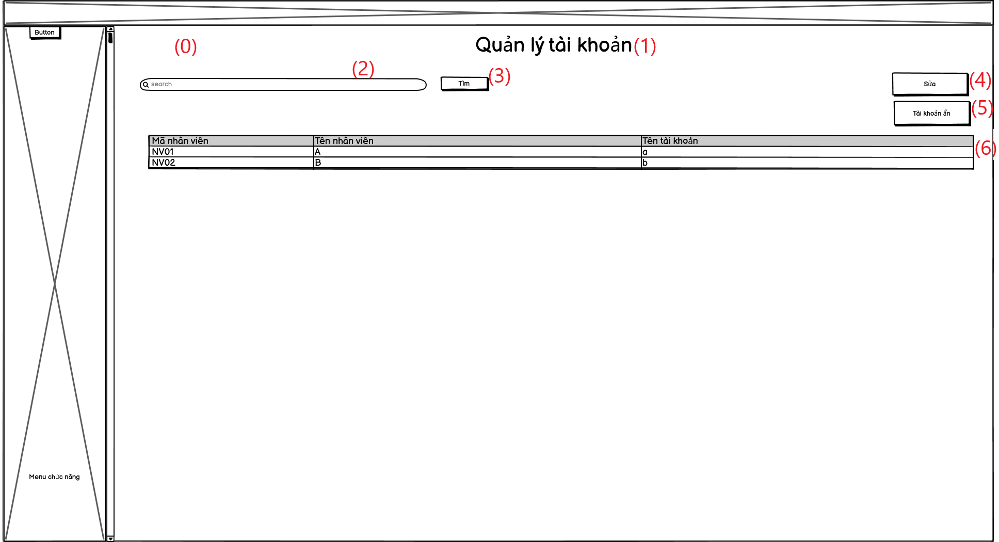 Button
(0)
Quản lý tài khoản(1)
(2)
search
Tìm
(3)
Sửa
(4)
Tài khoản ẩn
(5)
Mã nhân viên Tên nhân viên Tên tài khoản
(6)
NV01 A a
NV02 B b
Menu chức năng